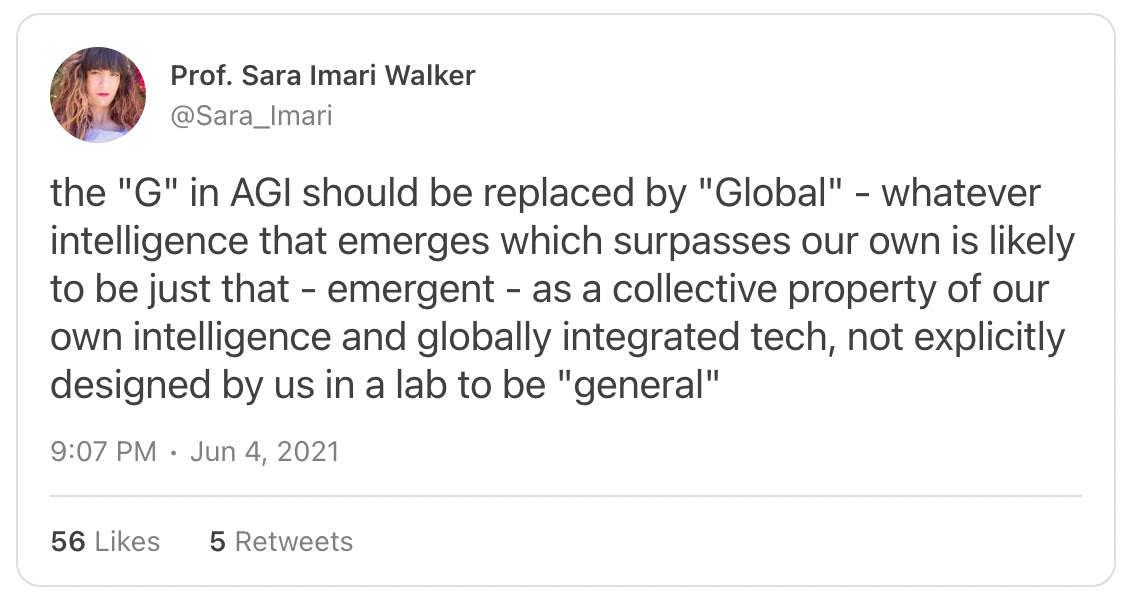 Prof. Sara Imari Walker
@Sara_Imari
the "G" in AGI should be replaced by "Global" - whatever
intelligence that emerges which surpasses our own is likely
to be just that - emergent - as a collective property of our
own intelligence and globally integrated tech, not explicitly
designed by us in a lab to be "general"
9:07 PM · Jun 4, 2021
56 Likes 5 Retweets